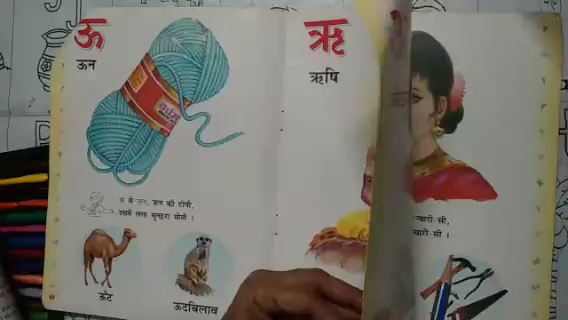 ऊ
ऊन
ऊ से ऊन, ऊन की टोपी,
उसमें लगा सुनहरा मोती ।
ऊँट
ऊदबिलाव
ऋ
ऋषि
प्यारी-सी,